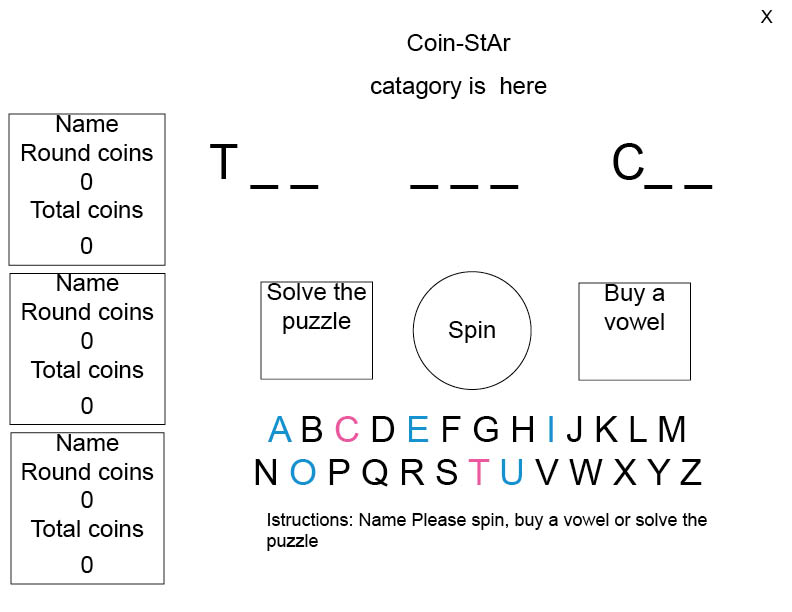 X
Coin-StAr
catagory is  here
Name
Round coins
0
Total coins
0
T _ _ _ _ _ C_ _
Name
Round coins
0
Total coins
0
Solve the
puzzle
Spin
Buy a
vowel
A B C D E F G H I J K L M
N O P Q R S T U V W X Y Z
Name
Round coins
0
Total coins
0
Istructions: Name Please spin, buy a vowel or solve the
puzzle